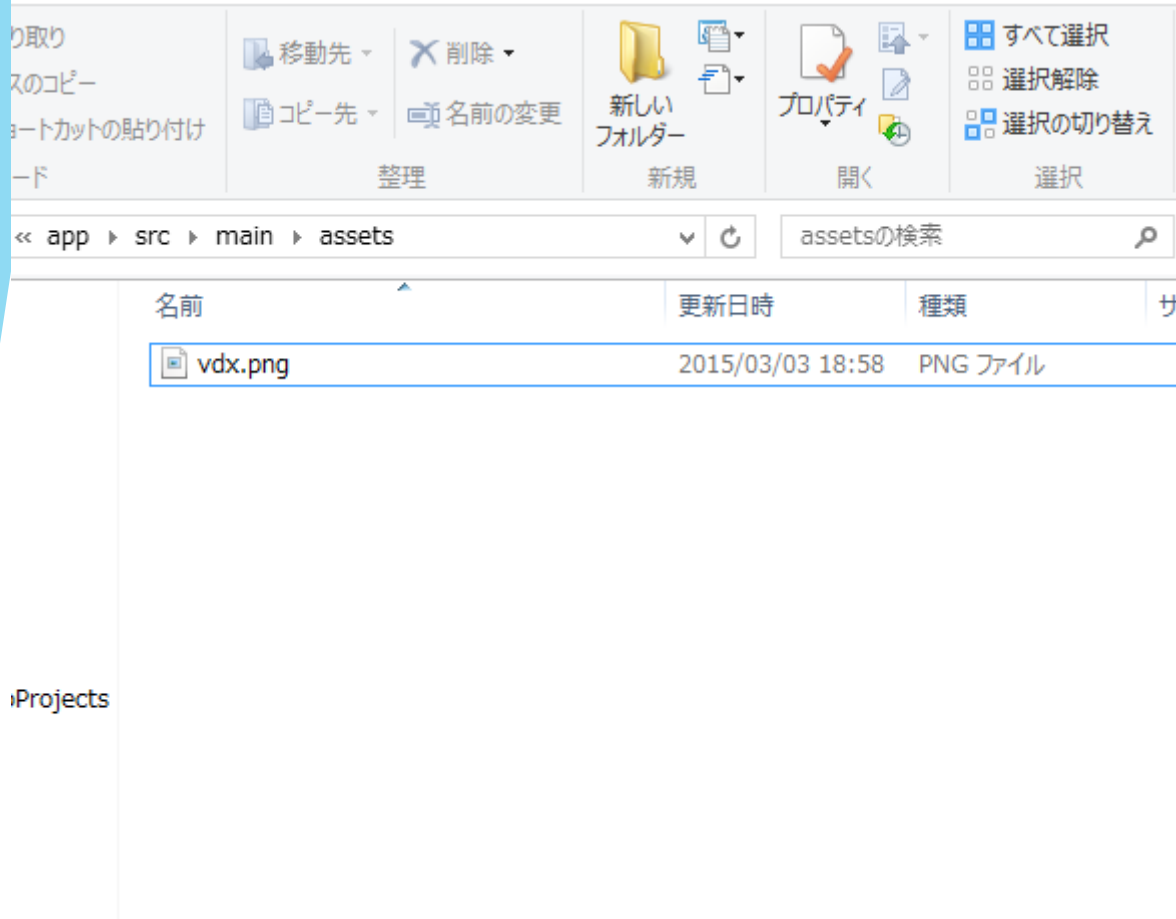 り取り
スのコピー
ョートカットの貼り付け
ード
移動先
コピー先
削除
名前の変更
整理
新しい
フォルダー
新規
プロパティ
開く
すべて選択
選択解除
選択の切り替え
選択
« app ▸ src ▸ main ▸ assets
assetsの検索
名前 更新日時 種類 サ
vdx.png 2015/03/03 18:58 PNG ファイル
oProjects